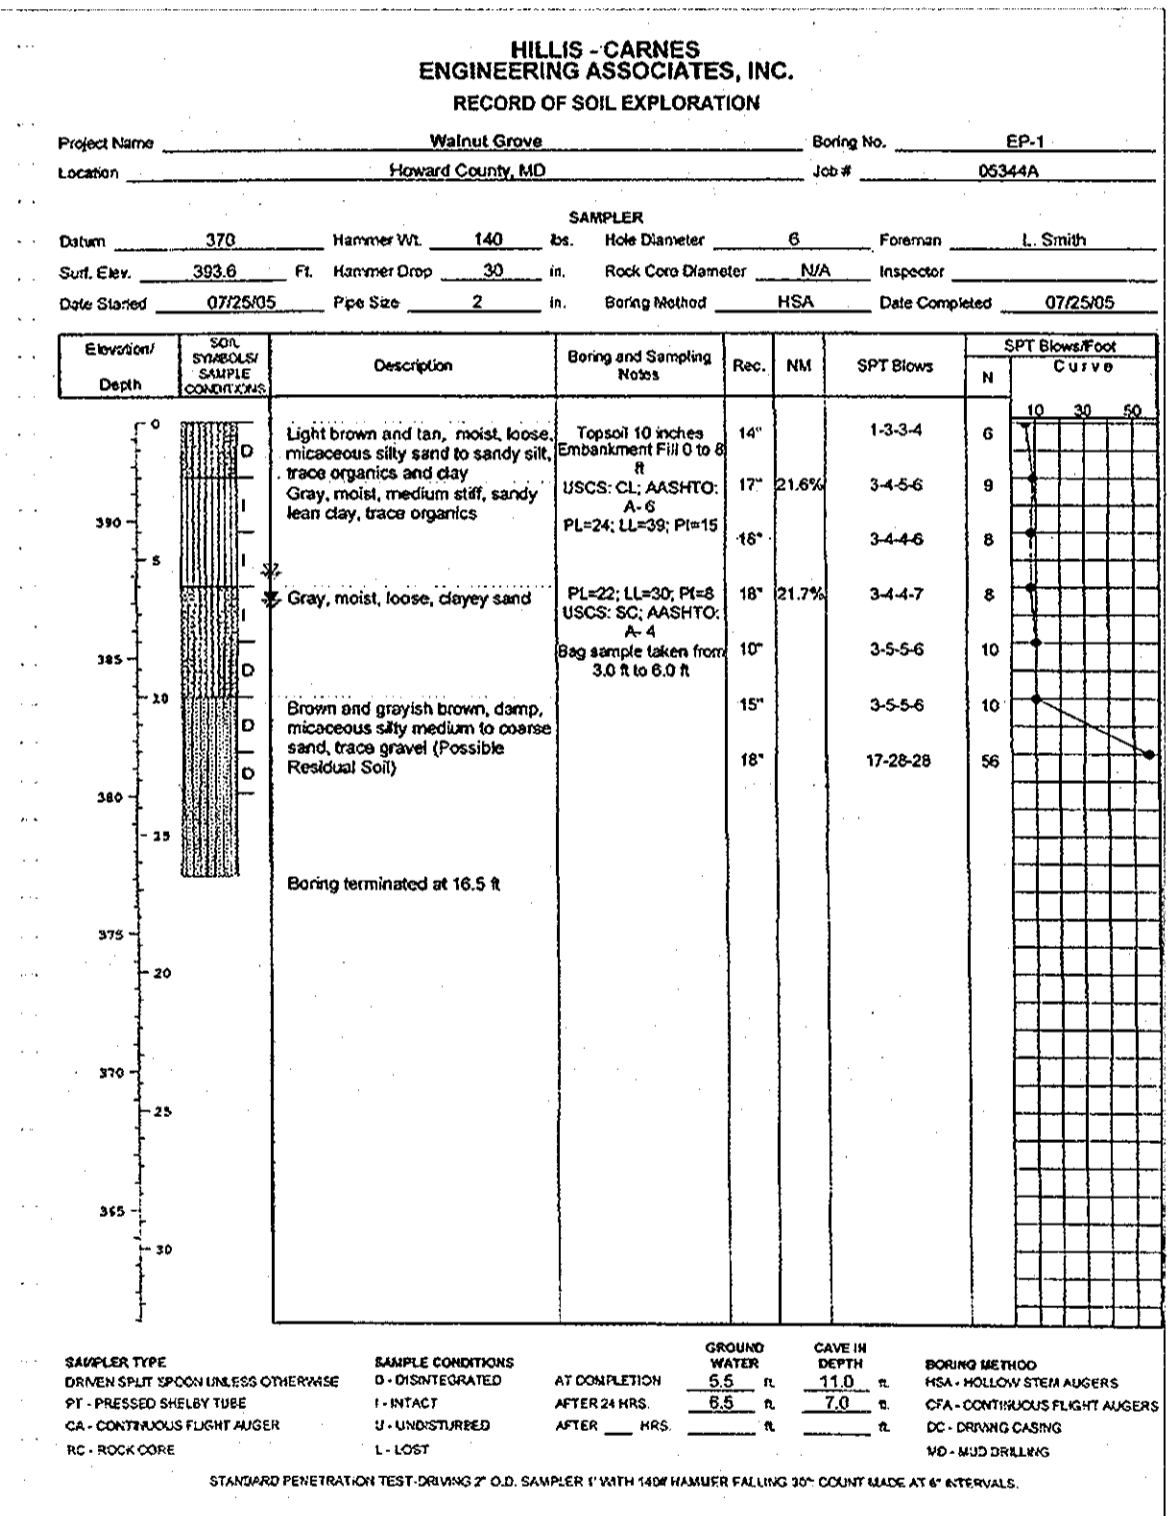 HILLIS - CARNES
ENGINEERING ASSOCIATES, INC.
RECORD OF SOIL EXPLORATION
Project Name Walnut Grove Boring No. EP-1
Location Howard County, MD Job # 05344A
SAMPLER
Datum 370 Hammer Wt. 140 lbs. Hole Diameter 6 Foreman L. Smith
Surf. Elev. 393.6 Ft. Hammer Drop 30 in. Rock Core Diameter N/A Inspector
Date Started 07/25/05 Pipe Size 2 in. Boring Method HSA Date Completed 07/25/05
Elevation/ Depth
SOIL SYMBOLS/ SAMPLE CONDITIONS
Description
Boring and Sampling Notes
Rec.
NM
SPT Blows
SPT Blows/Foot
N
Curve
10 30 50
0
D
Light brown and tan, moist, loose,
micaceous silty sand to sandy silt,
trace organics and clay
Topsoil 10 inches
Embankment Fill 0 to 8
ft
14" 1-3-3-4 6
Gray, moist, medium stiff, sandy
lean clay, trace organics
USCS: CL; AASHTO:
A-6
PL=24; LL=39; PI=15
I
17" 21.6% 3-4-5-6 9
390
18" 3-4-4-6 8
5
I
Gray, moist, loose, clayey sand
PL=22; LL=30; PI=8
USCS: SC; AASHTO:
A-4
I
18" 21.7% 3-4-4-7 8
Bag sample taken from
3.0 ft to 6.0 ft
385
D
10" 3-5-5-6 10
10
Brown and grayish brown, damp,
micaceous silty medium to coarse
sand, trace gravel (Possible
Residual Soil)
D
15" 3-5-5-6 10
D
18" 17-28-28 56
380
15
Boring terminated at 16.5 ft
375
20
370
25
365
30
SAMPLER TYPE
DRIVEN SPLIT SPOON UNLESS OTHERWISE
PT - PRESSED SHELBY TUBE
CA - CONTINUOUS FLIGHT AUGER
RC - ROCK CORE
SAMPLE CONDITIONS
D - DISINTEGRATED
I - INTACT
U - UNDISTURBED
L - LOST
GROUND WATER CAVE IN DEPTH
AT COMPLETION 5.5 ft. 11.0 ft.
AFTER 24 HRS. 6.5 ft. 7.0 ft.
AFTER HRS. ft. ft.
BORING METHOD
HSA - HOLLOW STEM AUGERS
CFA - CONTINUOUS FLIGHT AUGERS
DC - DRIVING CASING
MD - MUD DRILLING
STANDARD PENETRATION TEST-DRIVING 2" O.D. SAMPLER 1' WITH 140# HAMMER FALLING 30": COUNT MADE AT 6" INTERVALS.